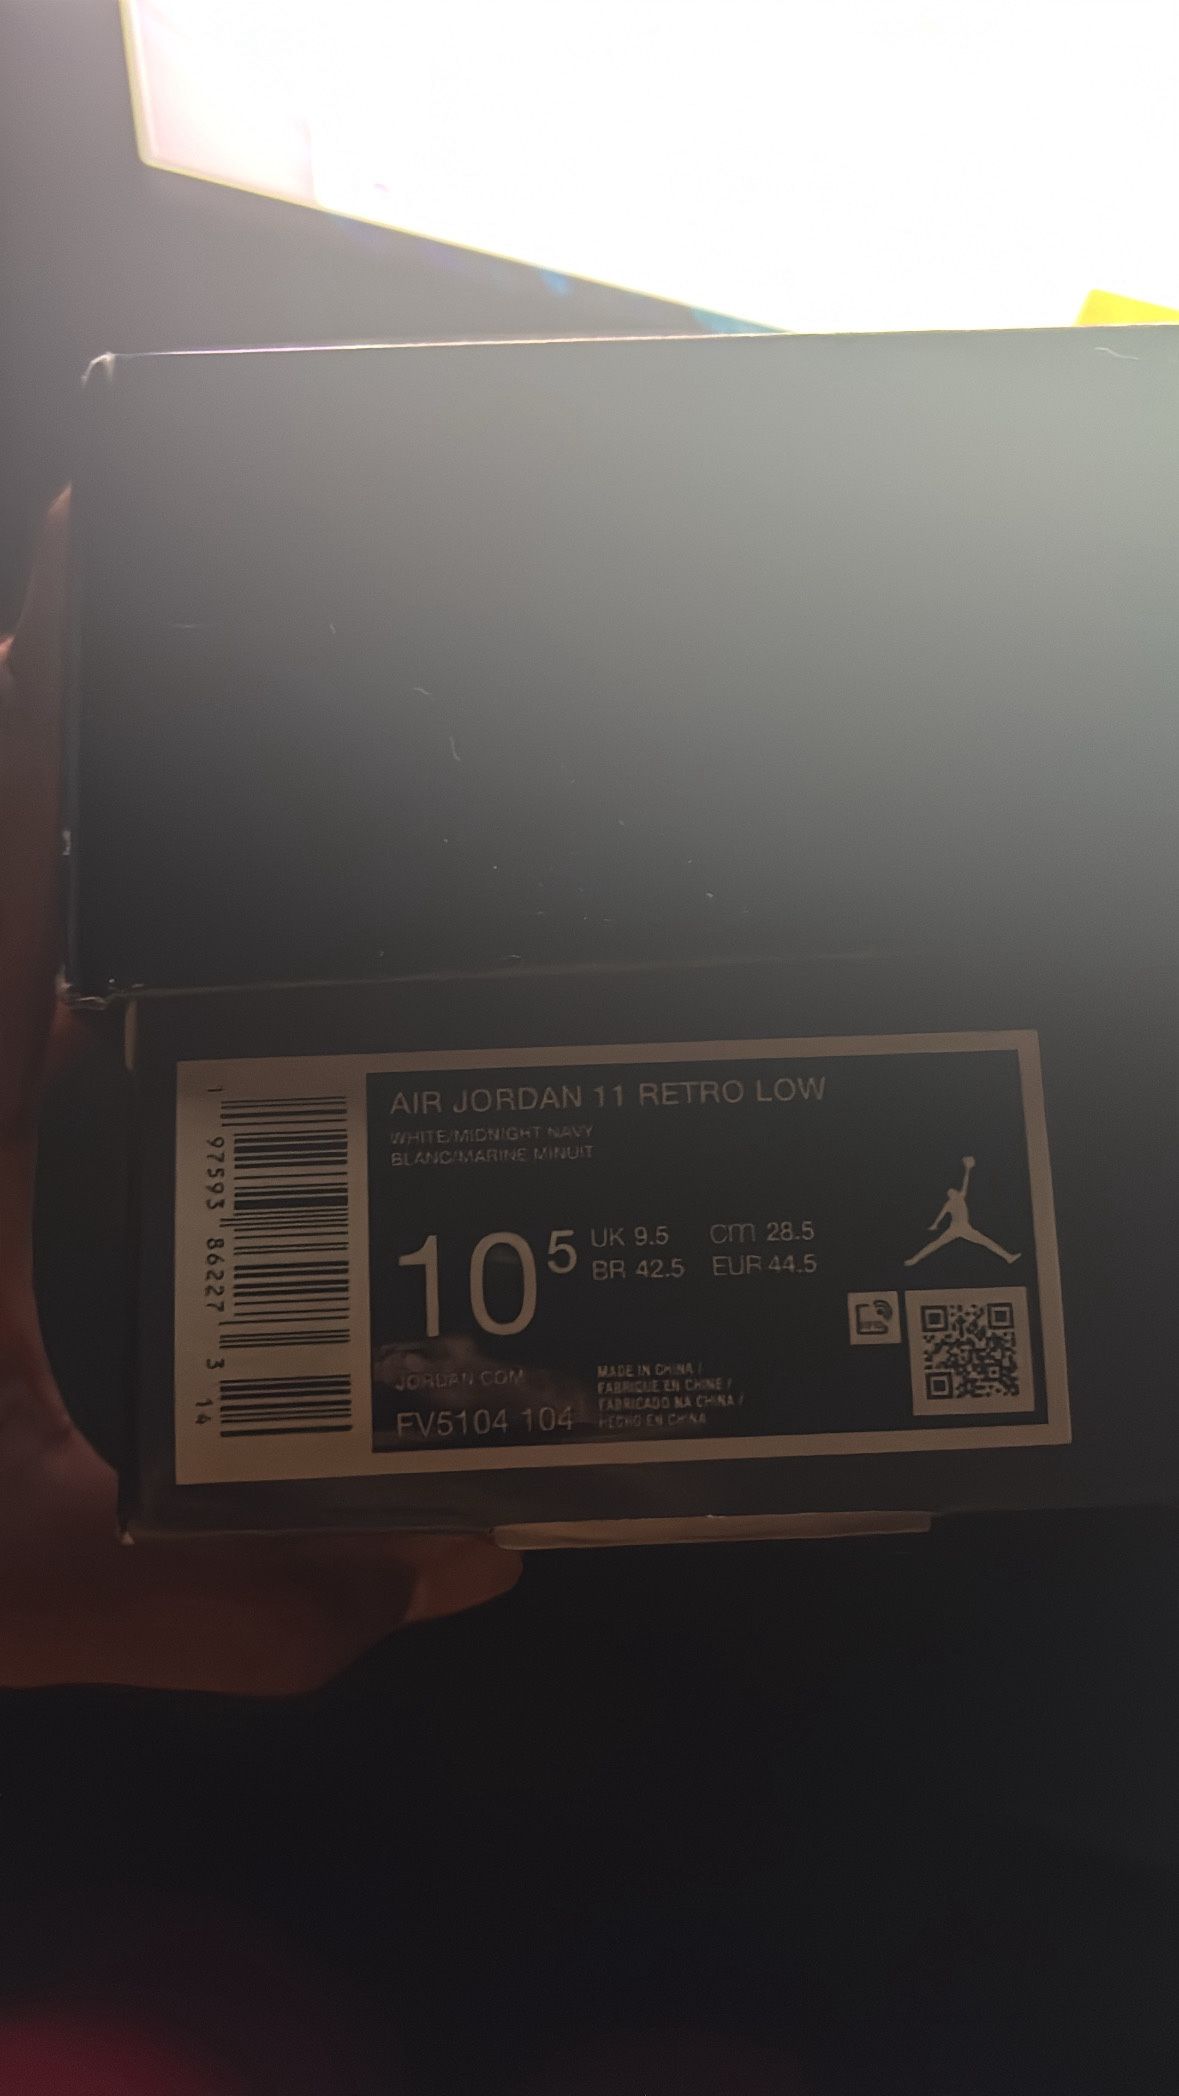 AIR JORDAN 11 RETRO LOW
WHITE/MIDNIGHT NAVY
BLANC/MARINE MINUIT
10 5
UK 9.5 cm 28.5
BR 42.5 EUR 44.5
JORDAN.COM
FV5104 104
MADE IN CHINA /
FABRIQUE EN CHINE /
FABRICADO NA CHINA /
HECHO EN CHINA
1 97593 86227 3 14